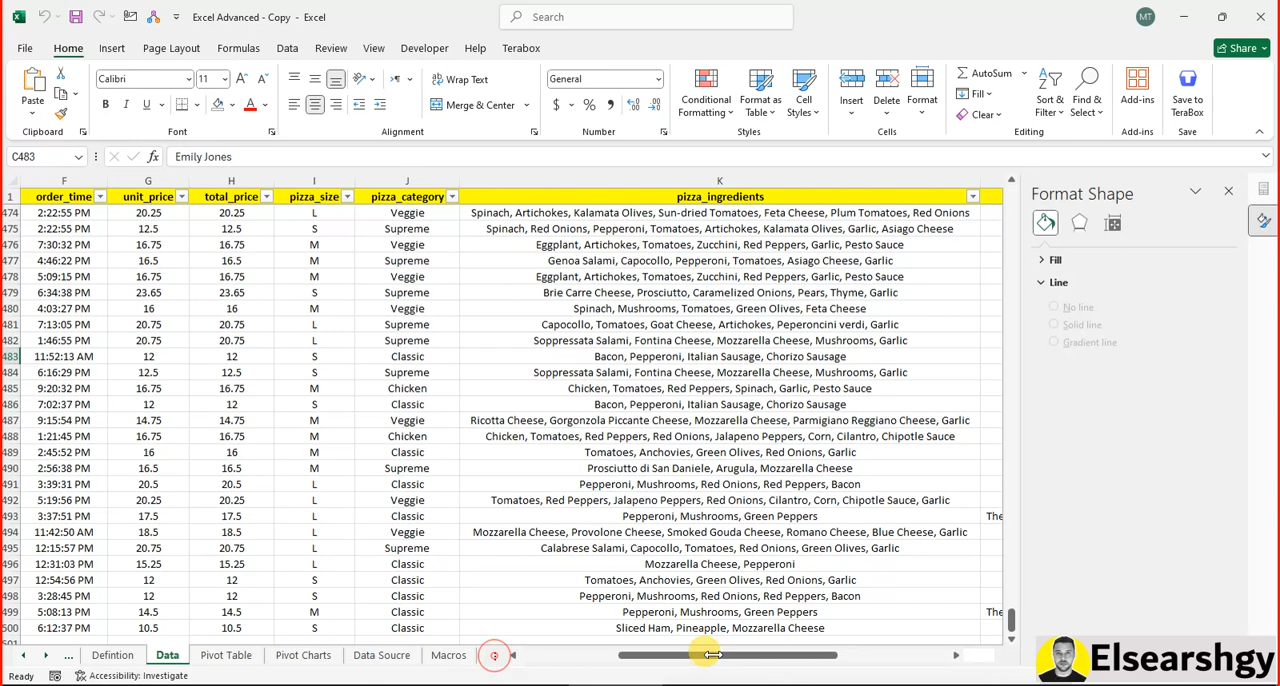 Excel Advanced - Copy - Excel
Search
MT
File Home Insert Page Layout Formulas Data Review View Developer Help Terabox Share
Calibri 11 Wrap Text General AutoSum
Paste B I U Merge & Center $ % Conditional Formatting Format as Table Cell Styles Insert Delete Format Fill Clear Sort & Filter Find & Select Add-ins Save to TeraBox
Clipboard Font Alignment Number Styles Cells Editing Add-ins Save
C483 fx Emily Jones
F G H I J K
1 order_time unit_price total_price pizza_size pizza_category pizza_ingredients
474 2:22:55 PM 20.25 20.25 L Veggie Spinach, Artichokes, Kalamata Olives, Sun-dried Tomatoes, Feta Cheese, Plum Tomatoes, Red Onions
475 2:22:55 PM 12.5 12.5 S Supreme Spinach, Red Onions, Pepperoni, Tomatoes, Artichokes, Kalamata Olives, Garlic, Asiago Cheese
476 7:30:32 PM 16.75 16.75 M Veggie Eggplant, Artichokes, Tomatoes, Zucchini, Red Peppers, Garlic, Pesto Sauce
477 4:46:22 PM 16.5 16.5 M Supreme Genoa Salami, Capocollo, Pepperoni, Tomatoes, Asiago Cheese, Garlic
478 5:09:15 PM 16.75 16.75 M Veggie Eggplant, Artichokes, Tomatoes, Zucchini, Red Peppers, Garlic, Pesto Sauce
479 6:34:38 PM 23.65 23.65 S Supreme Brie Carre Cheese, Prosciutto, Caramelized Onions, Pears, Thyme, Garlic
480 4:03:27 PM 16 16 M Veggie Spinach, Mushrooms, Tomatoes, Green Olives, Feta Cheese
481 7:13:05 PM 20.75 20.75 L Supreme Capocollo, Tomatoes, Goat Cheese, Artichokes, Peperoncini verdi, Garlic
482 1:46:55 PM 20.75 20.75 L Supreme Soppressata Salami, Fontina Cheese, Mozzarella Cheese, Mushrooms, Garlic
483 11:52:13 AM 12 12 S Classic Bacon, Pepperoni, Italian Sausage, Chorizo Sausage
484 6:16:29 PM 12.5 12.5 S Supreme Soppressata Salami, Fontina Cheese, Mozzarella Cheese, Mushrooms, Garlic
485 9:20:32 PM 16.75 16.75 M Chicken Chicken, Tomatoes, Red Peppers, Spinach, Garlic, Pesto Sauce
486 7:02:37 PM 12 12 S Classic Bacon, Pepperoni, Italian Sausage, Chorizo Sausage
487 9:15:54 PM 14.75 14.75 M Veggie Ricotta Cheese, Gorgonzola Piccante Cheese, Mozzarella Cheese, Parmigiano Reggiano Cheese, Garlic
488 1:21:45 PM 16.75 16.75 M Chicken Chicken, Tomatoes, Red Peppers, Red Onions, Jalapeno Peppers, Corn, Cilantro, Chipotle Sauce
489 2:45:52 PM 16 16 M Classic Tomatoes, Anchovies, Green Olives, Red Onions, Garlic
490 2:56:38 PM 16.5 16.5 M Supreme Prosciutto di San Daniele, Arugula, Mozzarella Cheese
491 3:39:31 PM 20.5 20.5 L Classic Pepperoni, Mushrooms, Red Onions, Red Peppers, Bacon
492 5:19:56 PM 20.25 20.25 L Veggie Tomatoes, Red Peppers, Jalapeno Peppers, Red Onions, Cilantro, Corn, Chipotle Sauce, Garlic
493 3:37:51 PM 17.5 17.5 L Classic Pepperoni, Mushrooms, Green Peppers The
494 11:42:50 AM 18.5 18.5 L Veggie Mozzarella Cheese, Provolone Cheese, Smoked Gouda Cheese, Romano Cheese, Blue Cheese, Garlic
495 12:15:57 PM 20.75 20.75 L Supreme Calabrese Salami, Capocollo, Tomatoes, Red Onions, Green Olives, Garlic
496 12:31:03 PM 15.25 15.25 L Classic Mozzarella Cheese, Pepperoni
497 12:54:56 PM 12 12 S Classic Tomatoes, Anchovies, Green Olives, Red Onions, Garlic
498 3:28:45 PM 12 12 S Classic Pepperoni, Mushrooms, Red Onions, Red Peppers, Bacon
499 5:08:13 PM 14.5 14.5 M Classic Pepperoni, Mushrooms, Green Peppers The
500 6:12:37 PM 10.5 10.5 S Classic Sliced Ham, Pineapple, Mozzarella Cheese
... Defintion Data Pivot Table Pivot Charts Data Soucre Macros
Ready Accessibility: Investigate
Format Shape
Fill
Line
No line
Solid line
Gradient line
Elsearshgy